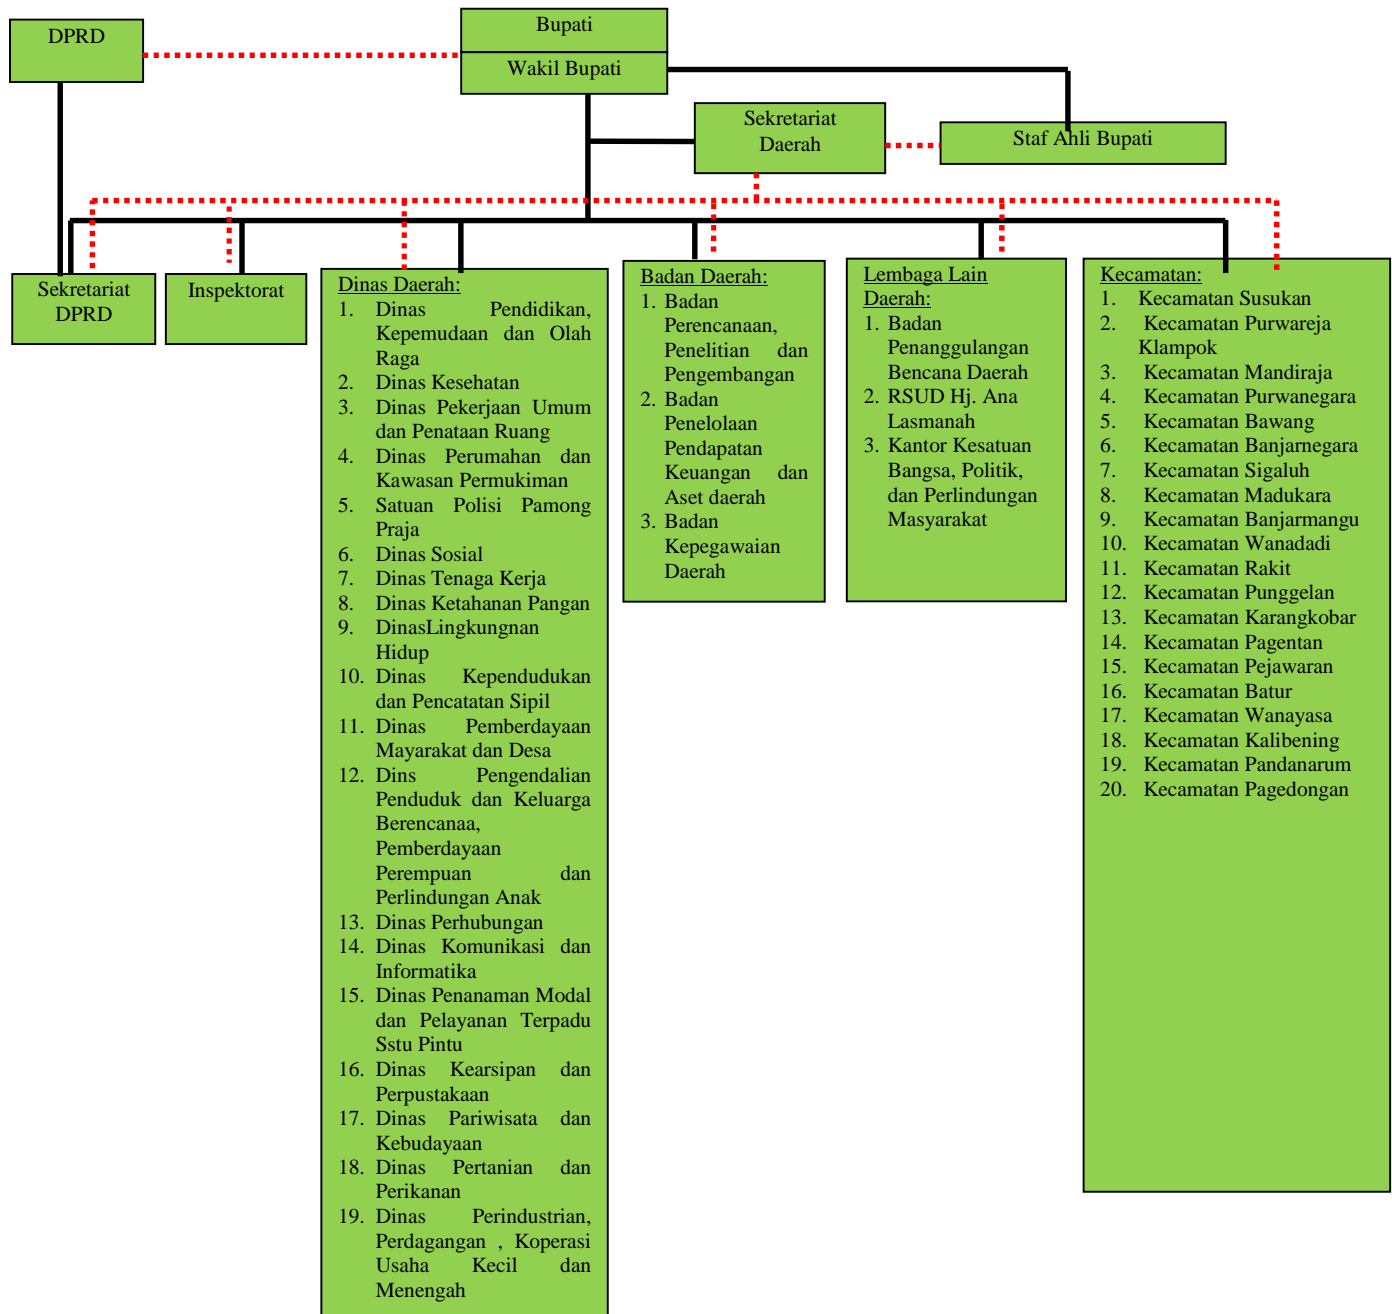 DPRD
Bupati
Wakil Bupati
Sekretariat
Daerah
Staf Ahli Bupati
Sekretariat
DPRD
Inspektorat
Dinas Daerah:
1. Dinas Pendidikan,
Kepemudaan dan Olah
Raga
2. Dinas Kesehatan
3. Dinas Pekerjaan Umum
dan Penataan Ruang
4. Dinas Perumahan dan
Kawasan Permukiman
5. Satuan Polisi Pamong
Praja
6. Dinas Sosial
7. Dinas Tenaga Kerja
8. Dinas Ketahanan Pangan
9. DinasLingkungnan
Hidup
10. Dinas Kependudukan
dan Pencatatan Sipil
11. Dinas Pemberdayaan
Mayarakat dan Desa
12. Dins Pengendalian
Penduduk dan Keluarga
Berencanaa,
Pemberdayaan
Perempuan dan
Perlindungan Anak
13. Dinas Perhubungan
14. Dinas Komunikasi dan
Informatika
15. Dinas Penanaman Modal
dan Pelayanan Terpadu
Sstu Pintu
16. Dinas Kearsipan dan
Perpustakaan
17. Dinas Pariwisata dan
Kebudayaan
18. Dinas Pertanian dan
Perikanan
19. Dinas Perindustrian,
Perdagangan , Koperasi
Usaha Kecil dan
Menengah
Badan Daerah:
1. Badan
Perencanaan,
Penelitian dan
Pengembangan
2. Badan
Penelolaan
Pendapatan
Keuangan dan
Aset daerah
3. Badan
Kepegawaian
Daerah
Lembaga Lain
Daerah:
1. Badan
Penanggulangan
Bencana Daerah
2. RSUD Hj. Ana
Lasmanah
3. Kantor Kesatuan
Bangsa, Politik,
dan Perlindungan
Masyarakat
Kecamatan:
1. Kecamatan Susukan
2. Kecamatan Purwareja
Klampok
3. Kecamatan Mandiraja
4. Kecamatan Purwanegara
5. Kecamatan Bawang
6. Kecamatan Banjarnegara
7. Kecamatan Sigaluh
8. Kecamatan Madukara
9. Kecamatan Banjarmangu
10. Kecamatan Wanadadi
11. Kecamatan Rakit
12. Kecamatan Punggelan
13. Kecamatan Karangkobar
14. Kecamatan Pagentan
15. Kecamatan Pejawaran
16. Kecamatan Batur
17. Kecamatan Wanayasa
18. Kecamatan Kalibening
19. Kecamatan Pandanarum
20. Kecamatan Pagedongan